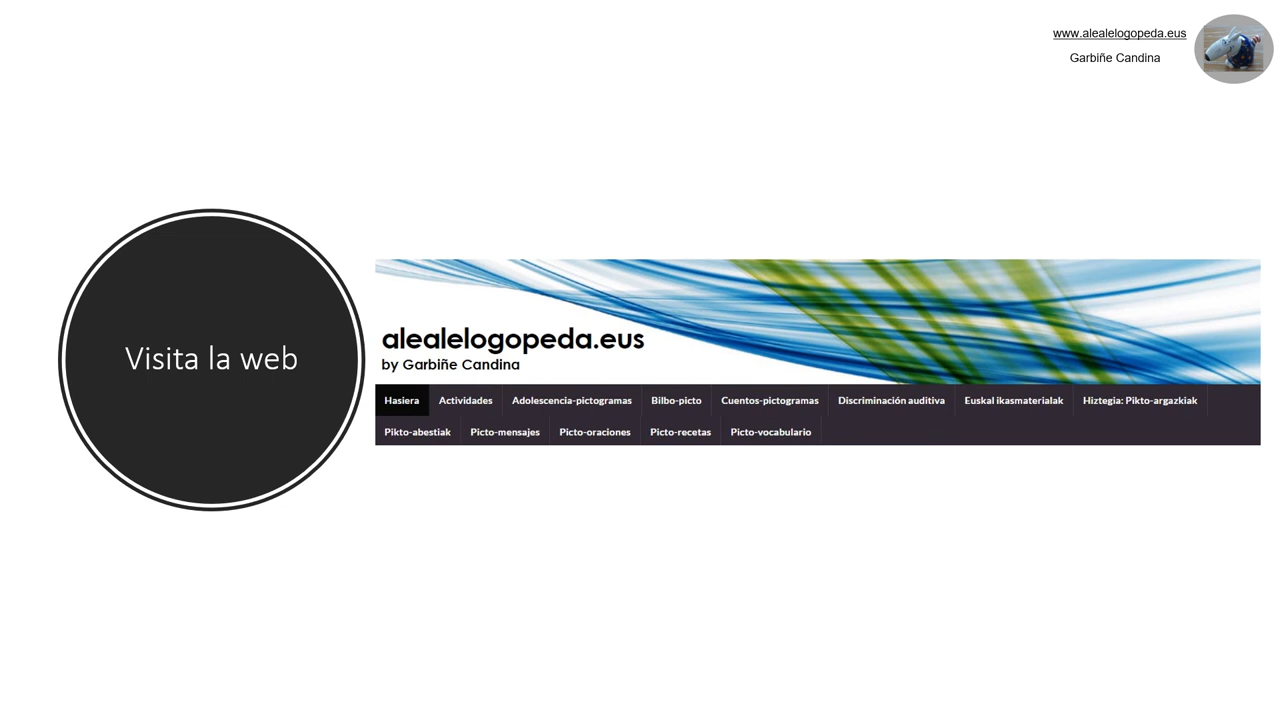 www.alealelogopeda.eus
Garbiñe Candina
Visita la web
alealelogopeda.eus
by Garbiñe Candina
Hasiera Actividades Adolescencia-pictogramas Bilbo-picto Cuentos-pictogramas Discriminación auditiva Euskal ikasmaterialak Hiztegia: Pikto-argazkiak
Pikto-abestiak Picto-mensajes Picto-oraciones Picto-recetas Picto-vocabulario